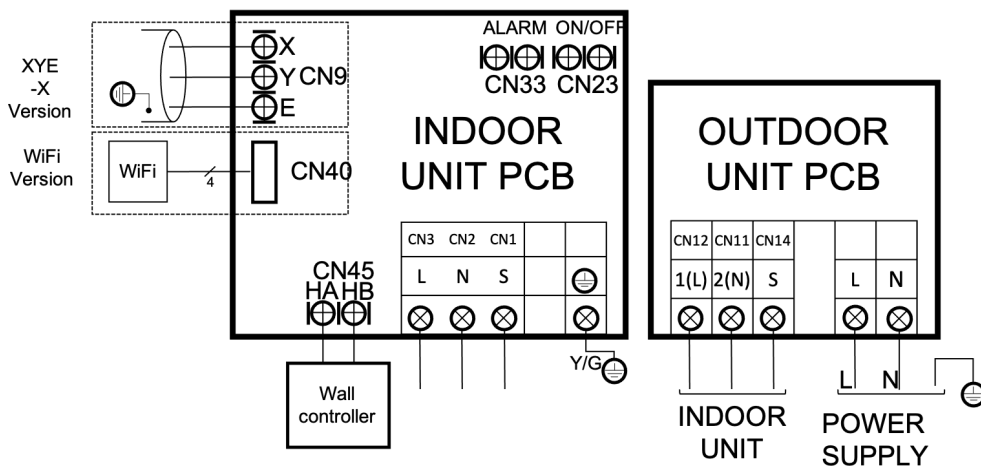 XYE
-X
Version
X
Y CN9
E
WiFi
Version
WiFi
4
CN40
ALARM ON/OFF
CN33 CN23
INDOOR
UNIT PCB
CN3 CN2 CN1
L N S
CN45
HA HB
Wall
controller
Y/G
OUTDOOR
UNIT PCB
CN12 CN11 CN14
1(L) 2(N) S L N
L N
INDOOR
UNIT
POWER
SUPPLY